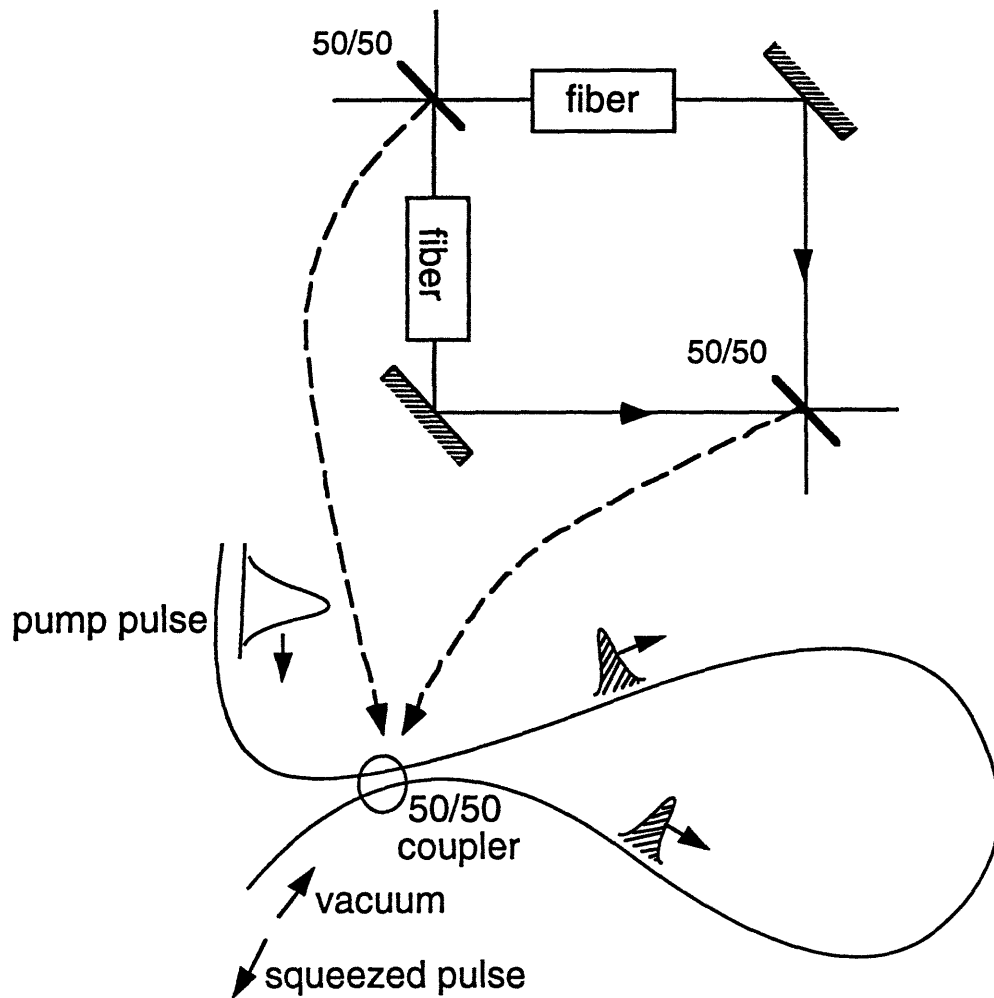 50/50
fiber
fiber
50/50
pump pulse
50/50
coupler
vacuum
squeezed pulse